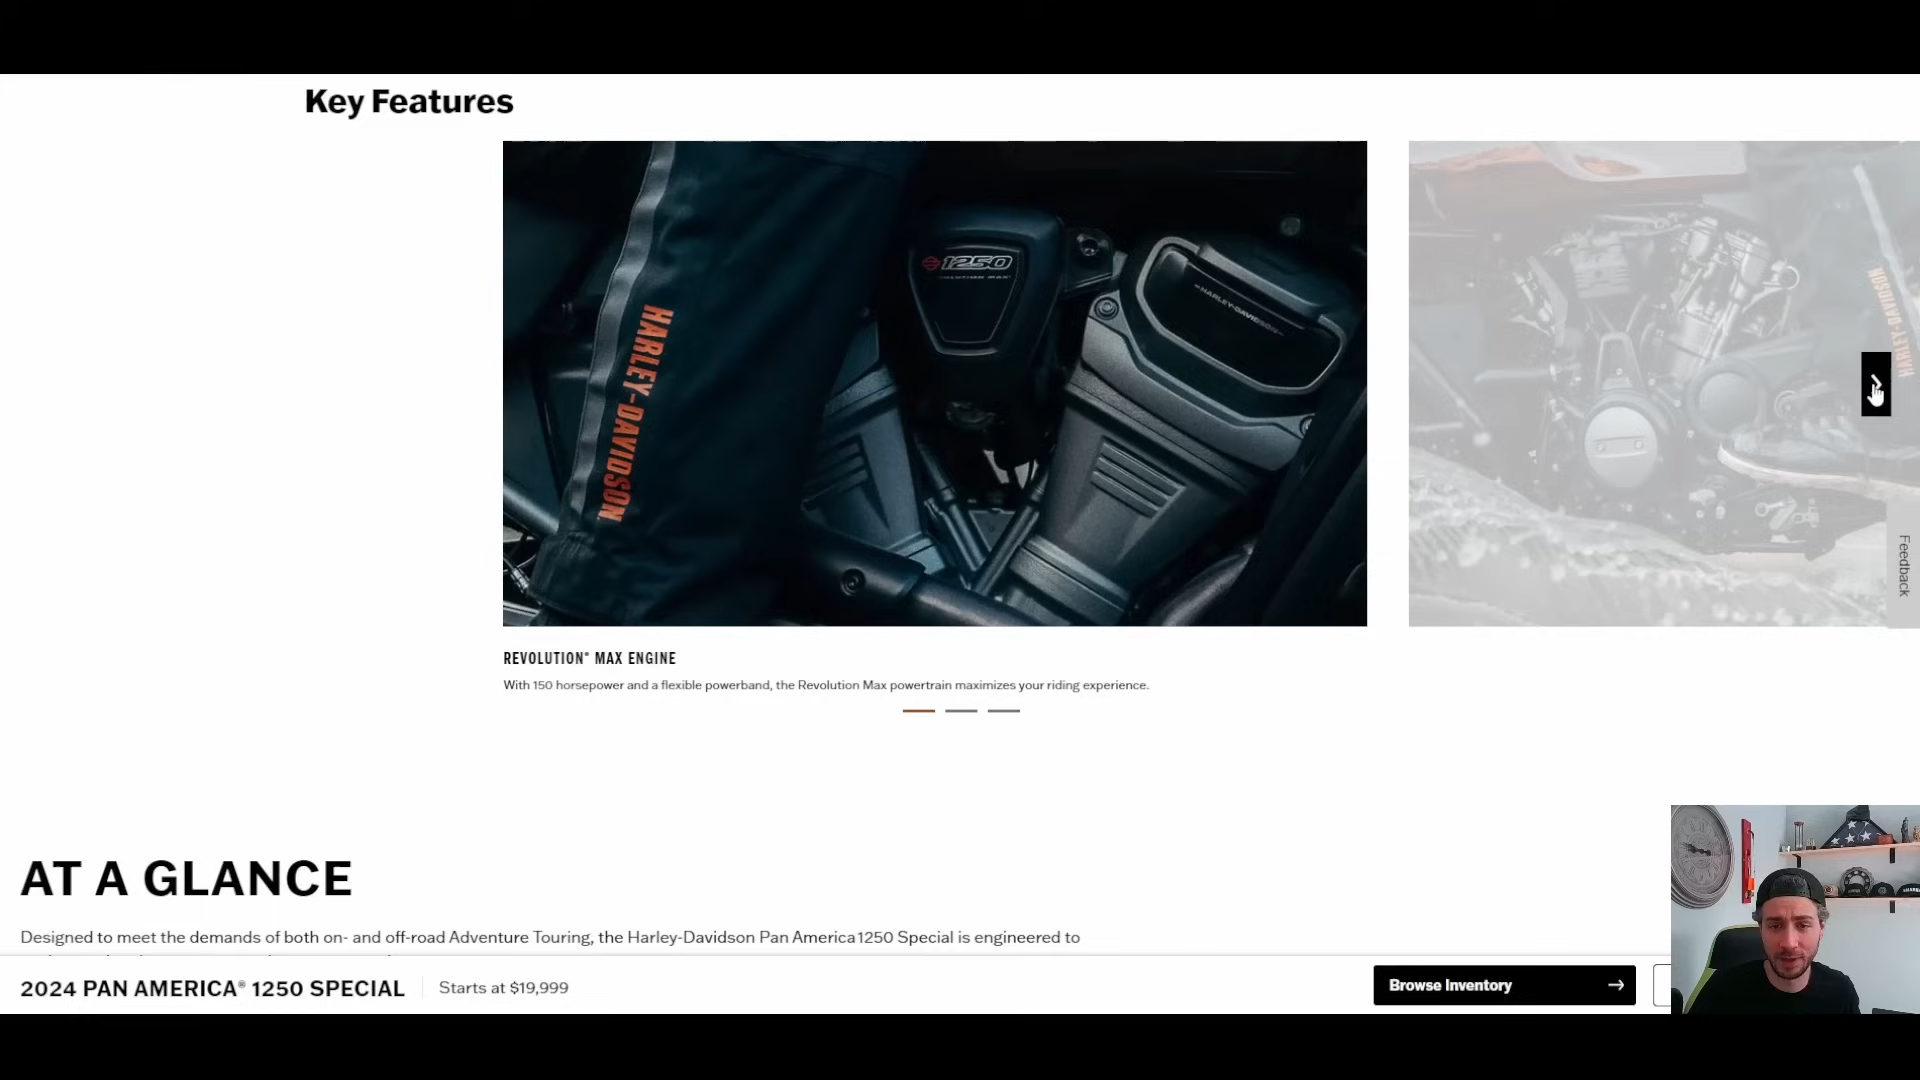 Key Features
1250
REVOLUTION MAX
HARLEY-DAVIDSON
HARLEY-DAVIDSON
HARLEY-DAVIDSON
Feedback
REVOLUTION® MAX ENGINE
With 150 horsepower and a flexible powerband, the Revolution Max powertrain maximizes your riding experience.
AT A GLANCE
Designed to meet the demands of both on- and off-road Adventure Touring, the Harley-Davidson Pan America 1250 Special is engineered to
2024 PAN AMERICA® 1250 SPECIAL
Starts at $19,999
Browse Inventory